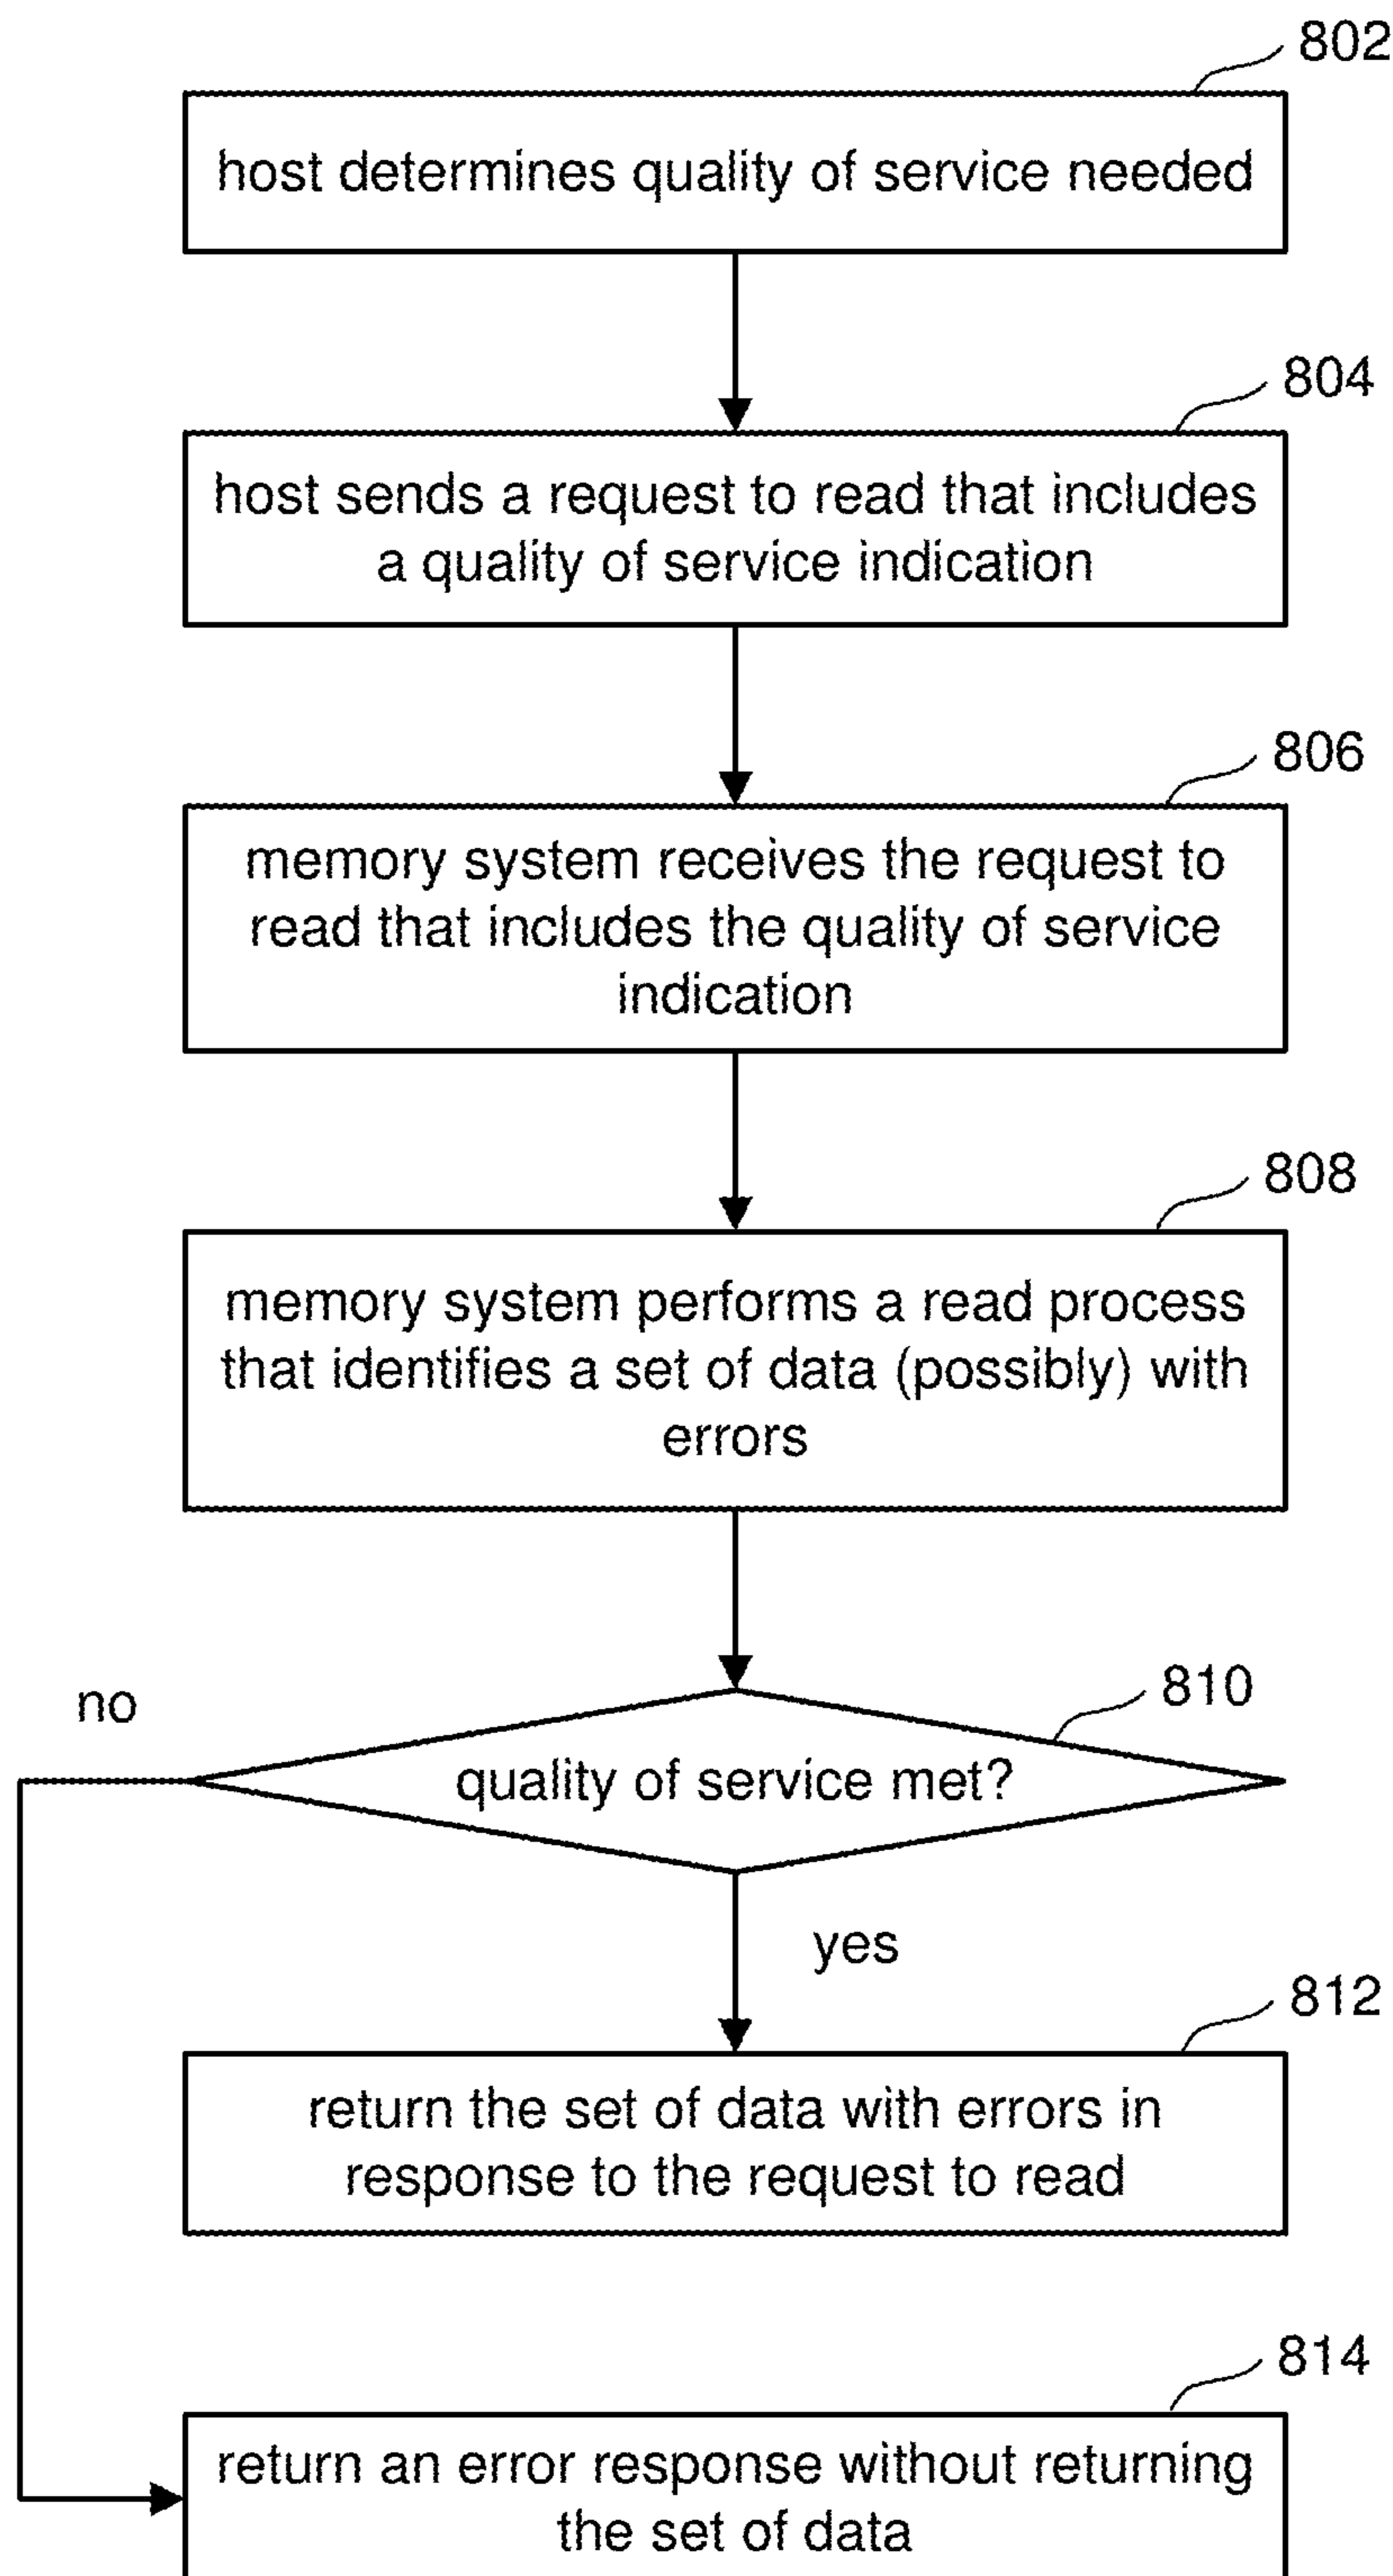 802
host determines quality of service needed
804
host sends a request to read that includes
a quality of service indication
806
memory system receives the request to
read that includes the quality of service
indication
808
memory system performs a read process
that identifies a set of data (possibly) with
errors
no
810
quality of service met?
yes
812
return the set of data with errors in
response to the request to read
814
return an error response without returning
the set of data